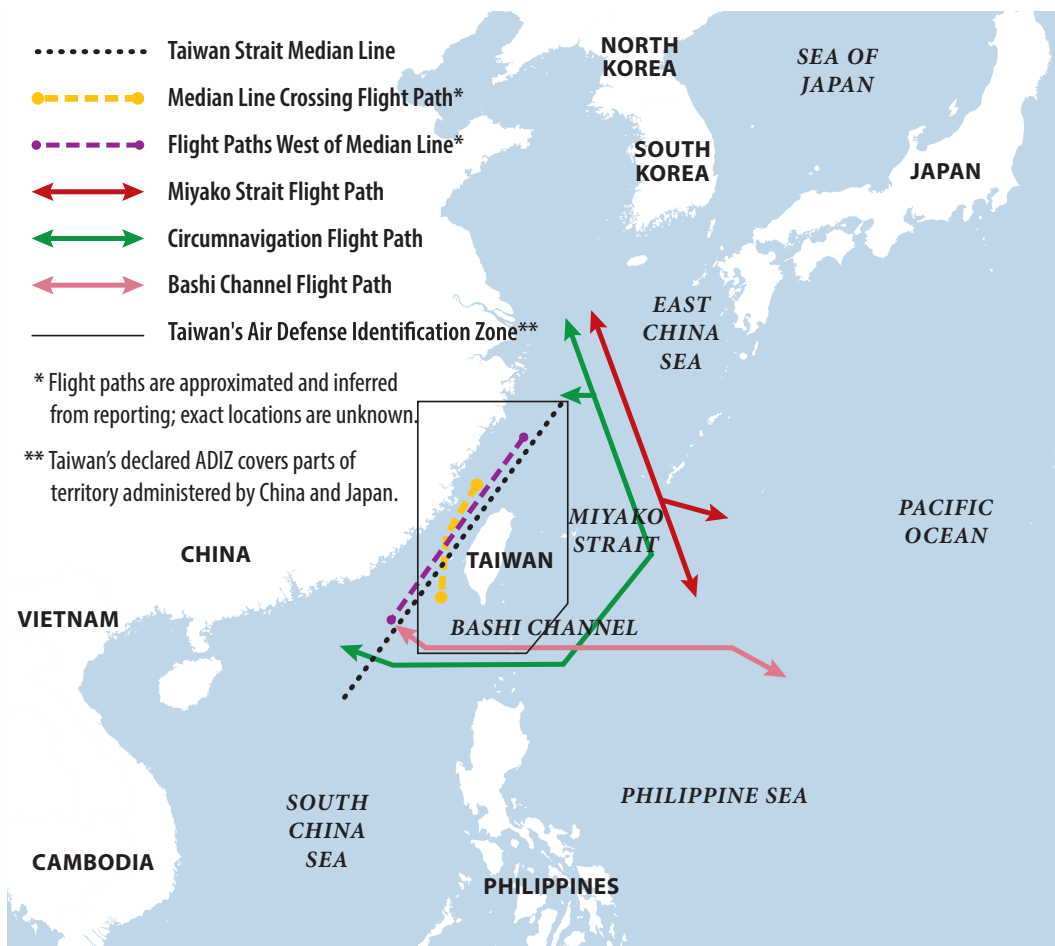 Taiwan Strait Median Line
Median Line Crossing Flight Path*
Flight Paths West of Median Line*
Miyako Strait Flight Path
Circumnavigation Flight Path
Bashi Channel Flight Path
Taiwan's Air Defense Identification Zone**
* Flight paths are approximated and inferred
from reporting; exact locations are unknown.
** Taiwan’s declared ADIZ covers parts of
territory administered by China and Japan.
NORTH
KOREA
SEA OF
JAPAN
SOUTH
KOREA
JAPAN
EAST
CHINA
SEA
MIYAKO
STRAIT
PACIFIC
OCEAN
CHINA
TAIWAN
VIETNAM
BASHI CHANNEL
SOUTH
CHINA
SEA
PHILIPPINE SEA
CAMBODIA
PHILIPPINES